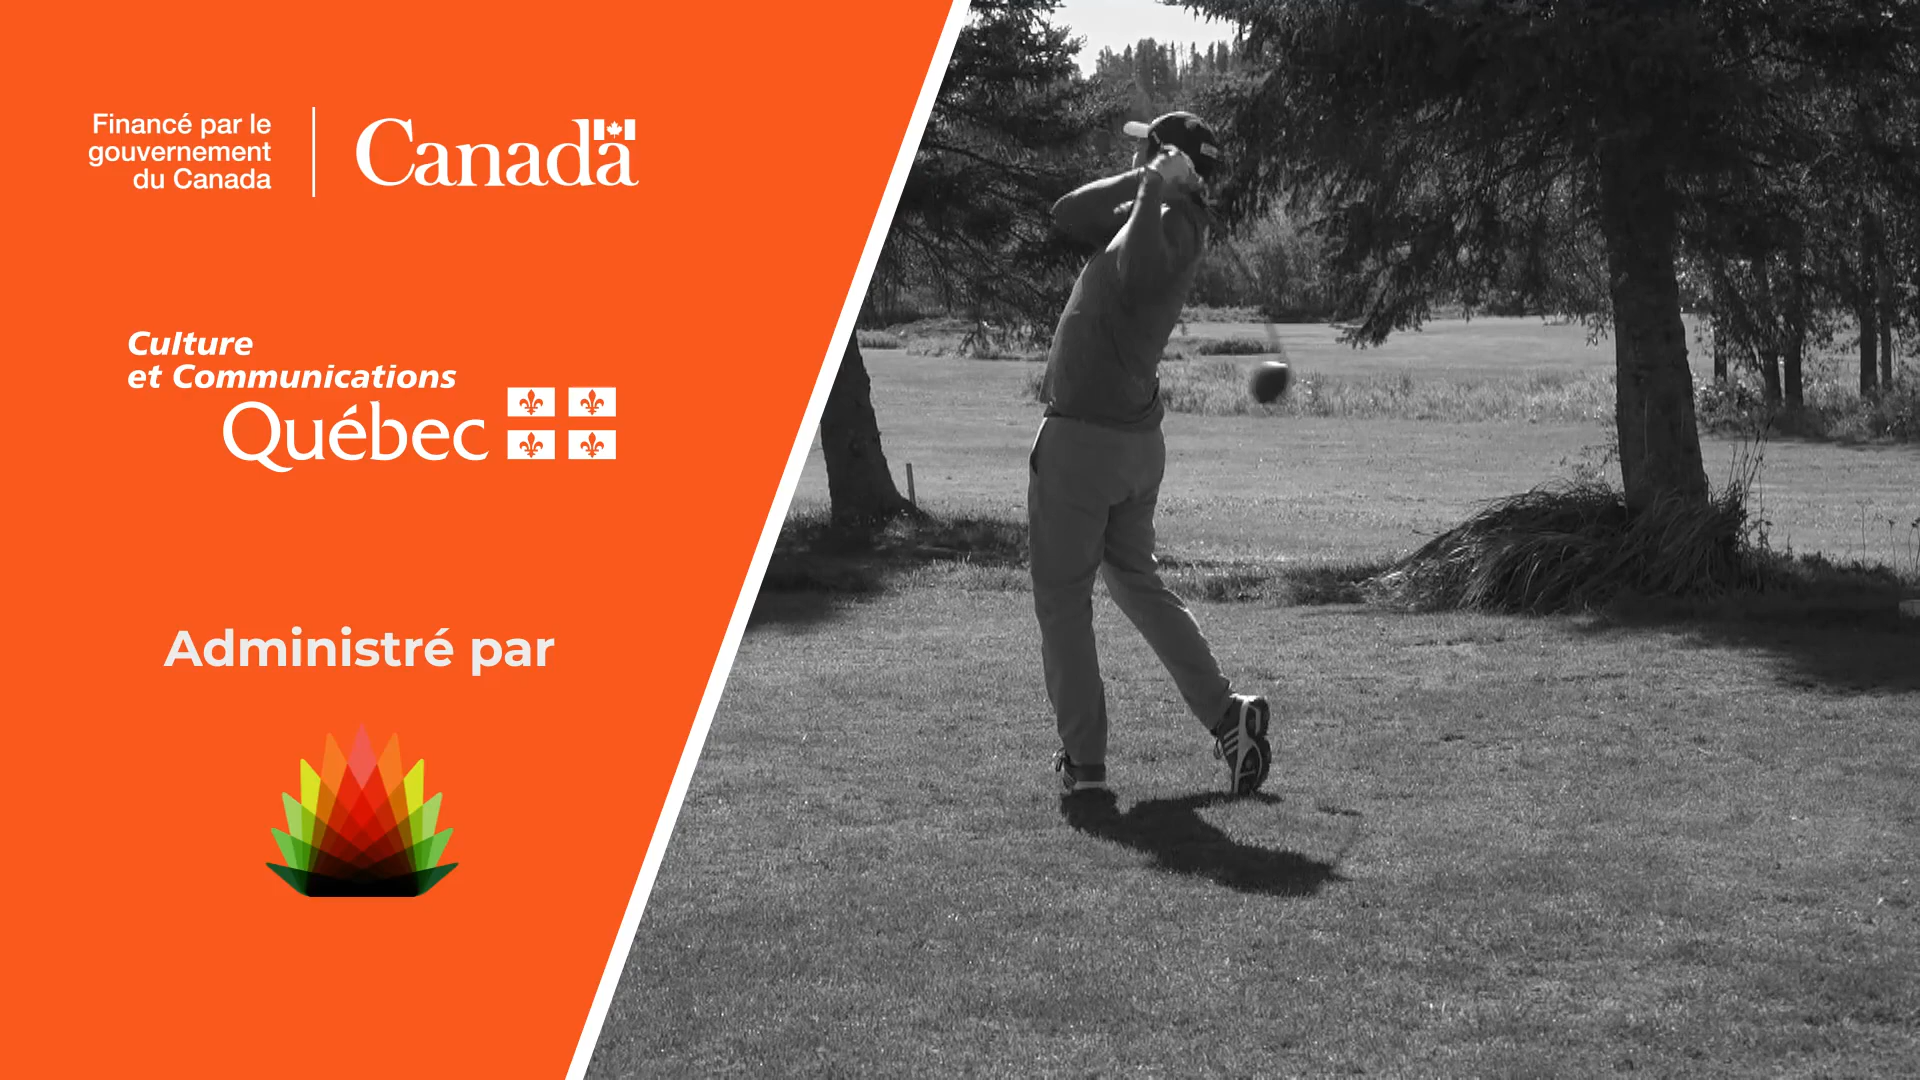 Financé par le
gouvernement
du Canada
Canada
Culture
et Communications
Québec
Administré par